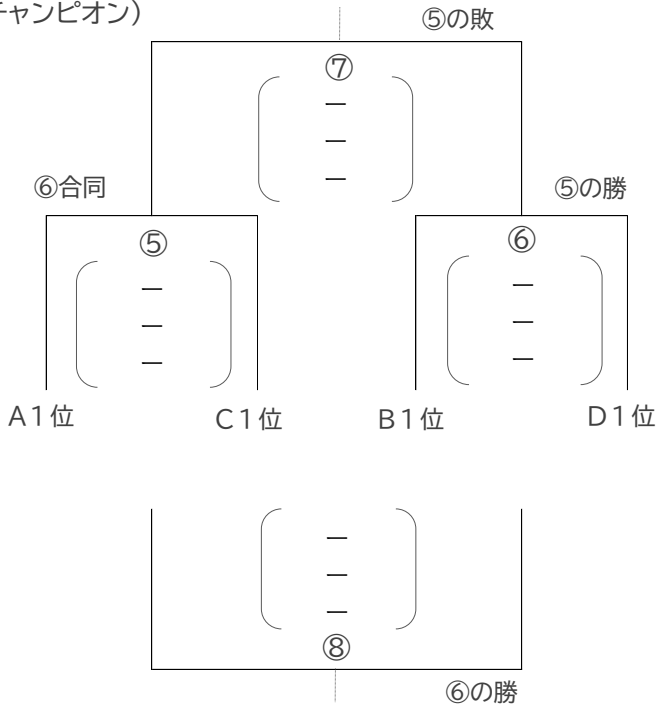 チャンピオン）
⑤の敗
⑦
ー
ー
ー
⑥合同
⑤の勝
⑤
ー
ー
ー
⑥
ー
ー
ー
A1位
C1位
B1位
D1位
ー
ー
ー
⑧
⑥の勝